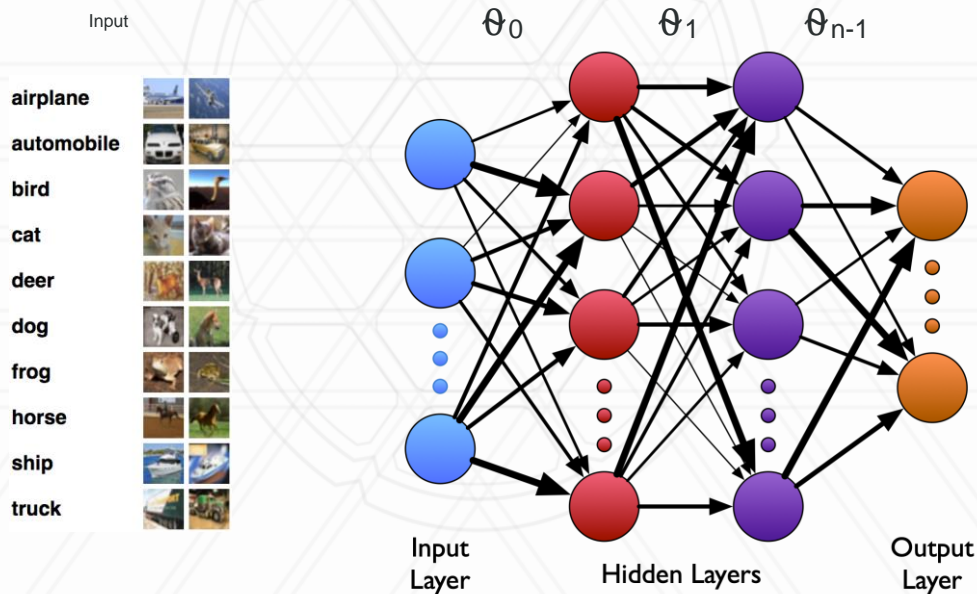 Input
ϑ0
ϑ1
ϑn-1
airplane
automobile
bird
cat
deer
dog
frog
horse
ship
truck
Input
Layer
Hidden Layers
Output
Layer